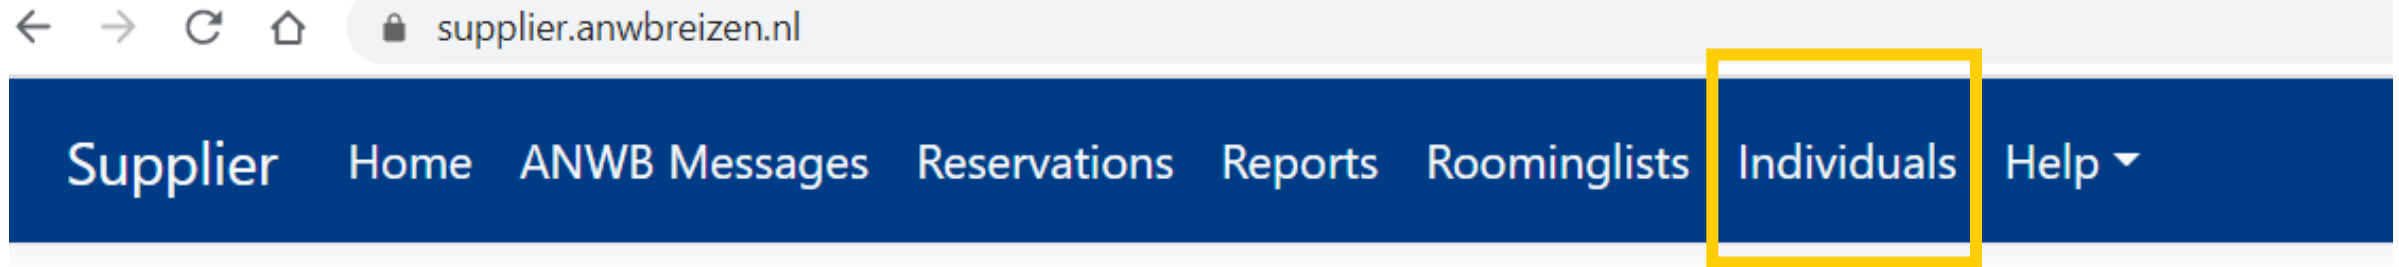 supplier.anwbreizen.nl
Supplier Home ANWB Messages Reservations Reports Roominglists Individuals Help